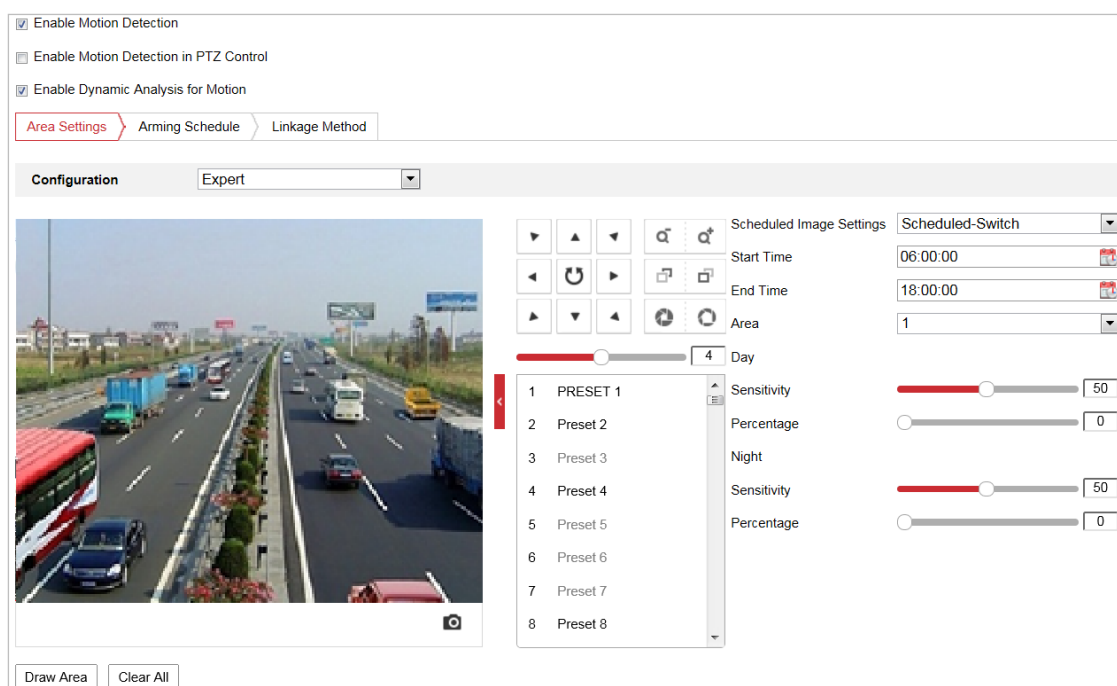 Enable Motion Detection
Enable Motion Detection in PTZ Control
Enable Dynamic Analysis for Motion
Area Settings
Arming Schedule
Linkage Method
Configuration
Expert
Scheduled Image Settings
Scheduled-Switch
Start Time
06:00:00
End Time
18:00:00
Area
1
4
Day
Sensitivity
50
Percentage
0
Night
Sensitivity
50
Percentage
0
1 PRESET 1
2 Preset 2
3 Preset 3
4 Preset 4
5 Preset 5
6 Preset 6
7 Preset 7
8 Preset 8
Draw Area
Clear All